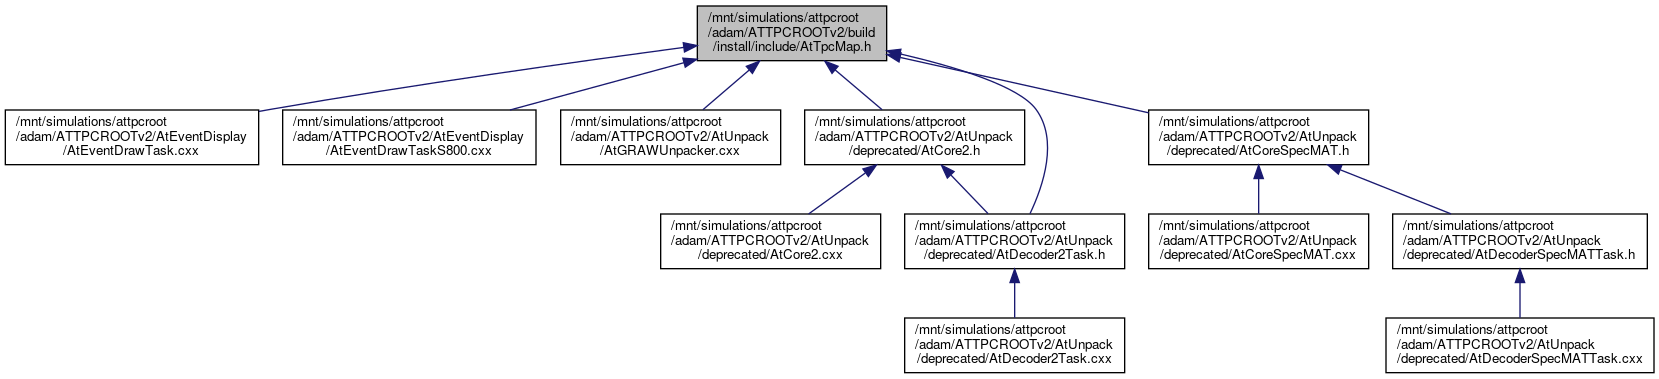 /mnt/simulations/attpcroot
/adam/ATTPCROOTv2/build
/install/include/AtTpcMap.h
/mnt/simulations/attpcroot
/adam/ATTPCROOTv2/AtEventDisplay
/AtEventDrawTask.cxx
/mnt/simulations/attpcroot
/adam/ATTPCROOTv2/AtEventDisplay
/AtEventDrawTaskS800.cxx
/mnt/simulations/attpcroot
/adam/ATTPCROOTv2/AtUnpack
/AtGRAWUnpacker.cxx
/mnt/simulations/attpcroot
/adam/ATTPCROOTv2/AtUnpack
/deprecated/AtCore2.h
/mnt/simulations/attpcroot
/adam/ATTPCROOTv2/AtUnpack
/deprecated/AtCoreSpecMAT.h
/mnt/simulations/attpcroot
/adam/ATTPCROOTv2/AtUnpack
/deprecated/AtCore2.cxx
/mnt/simulations/attpcroot
/adam/ATTPCROOTv2/AtUnpack
/deprecated/AtDecoder2Task.h
/mnt/simulations/attpcroot
/adam/ATTPCROOTv2/AtUnpack
/deprecated/AtCoreSpecMAT.cxx
/mnt/simulations/attpcroot
/adam/ATTPCROOTv2/AtUnpack
/deprecated/AtDecoderSpecMATTask.h
/mnt/simulations/attpcroot
/adam/ATTPCROOTv2/AtUnpack
/deprecated/AtDecoder2Task.cxx
/mnt/simulations/attpcroot
/adam/ATTPCROOTv2/AtUnpack
/deprecated/AtDecoderSpecMATTask.cxx